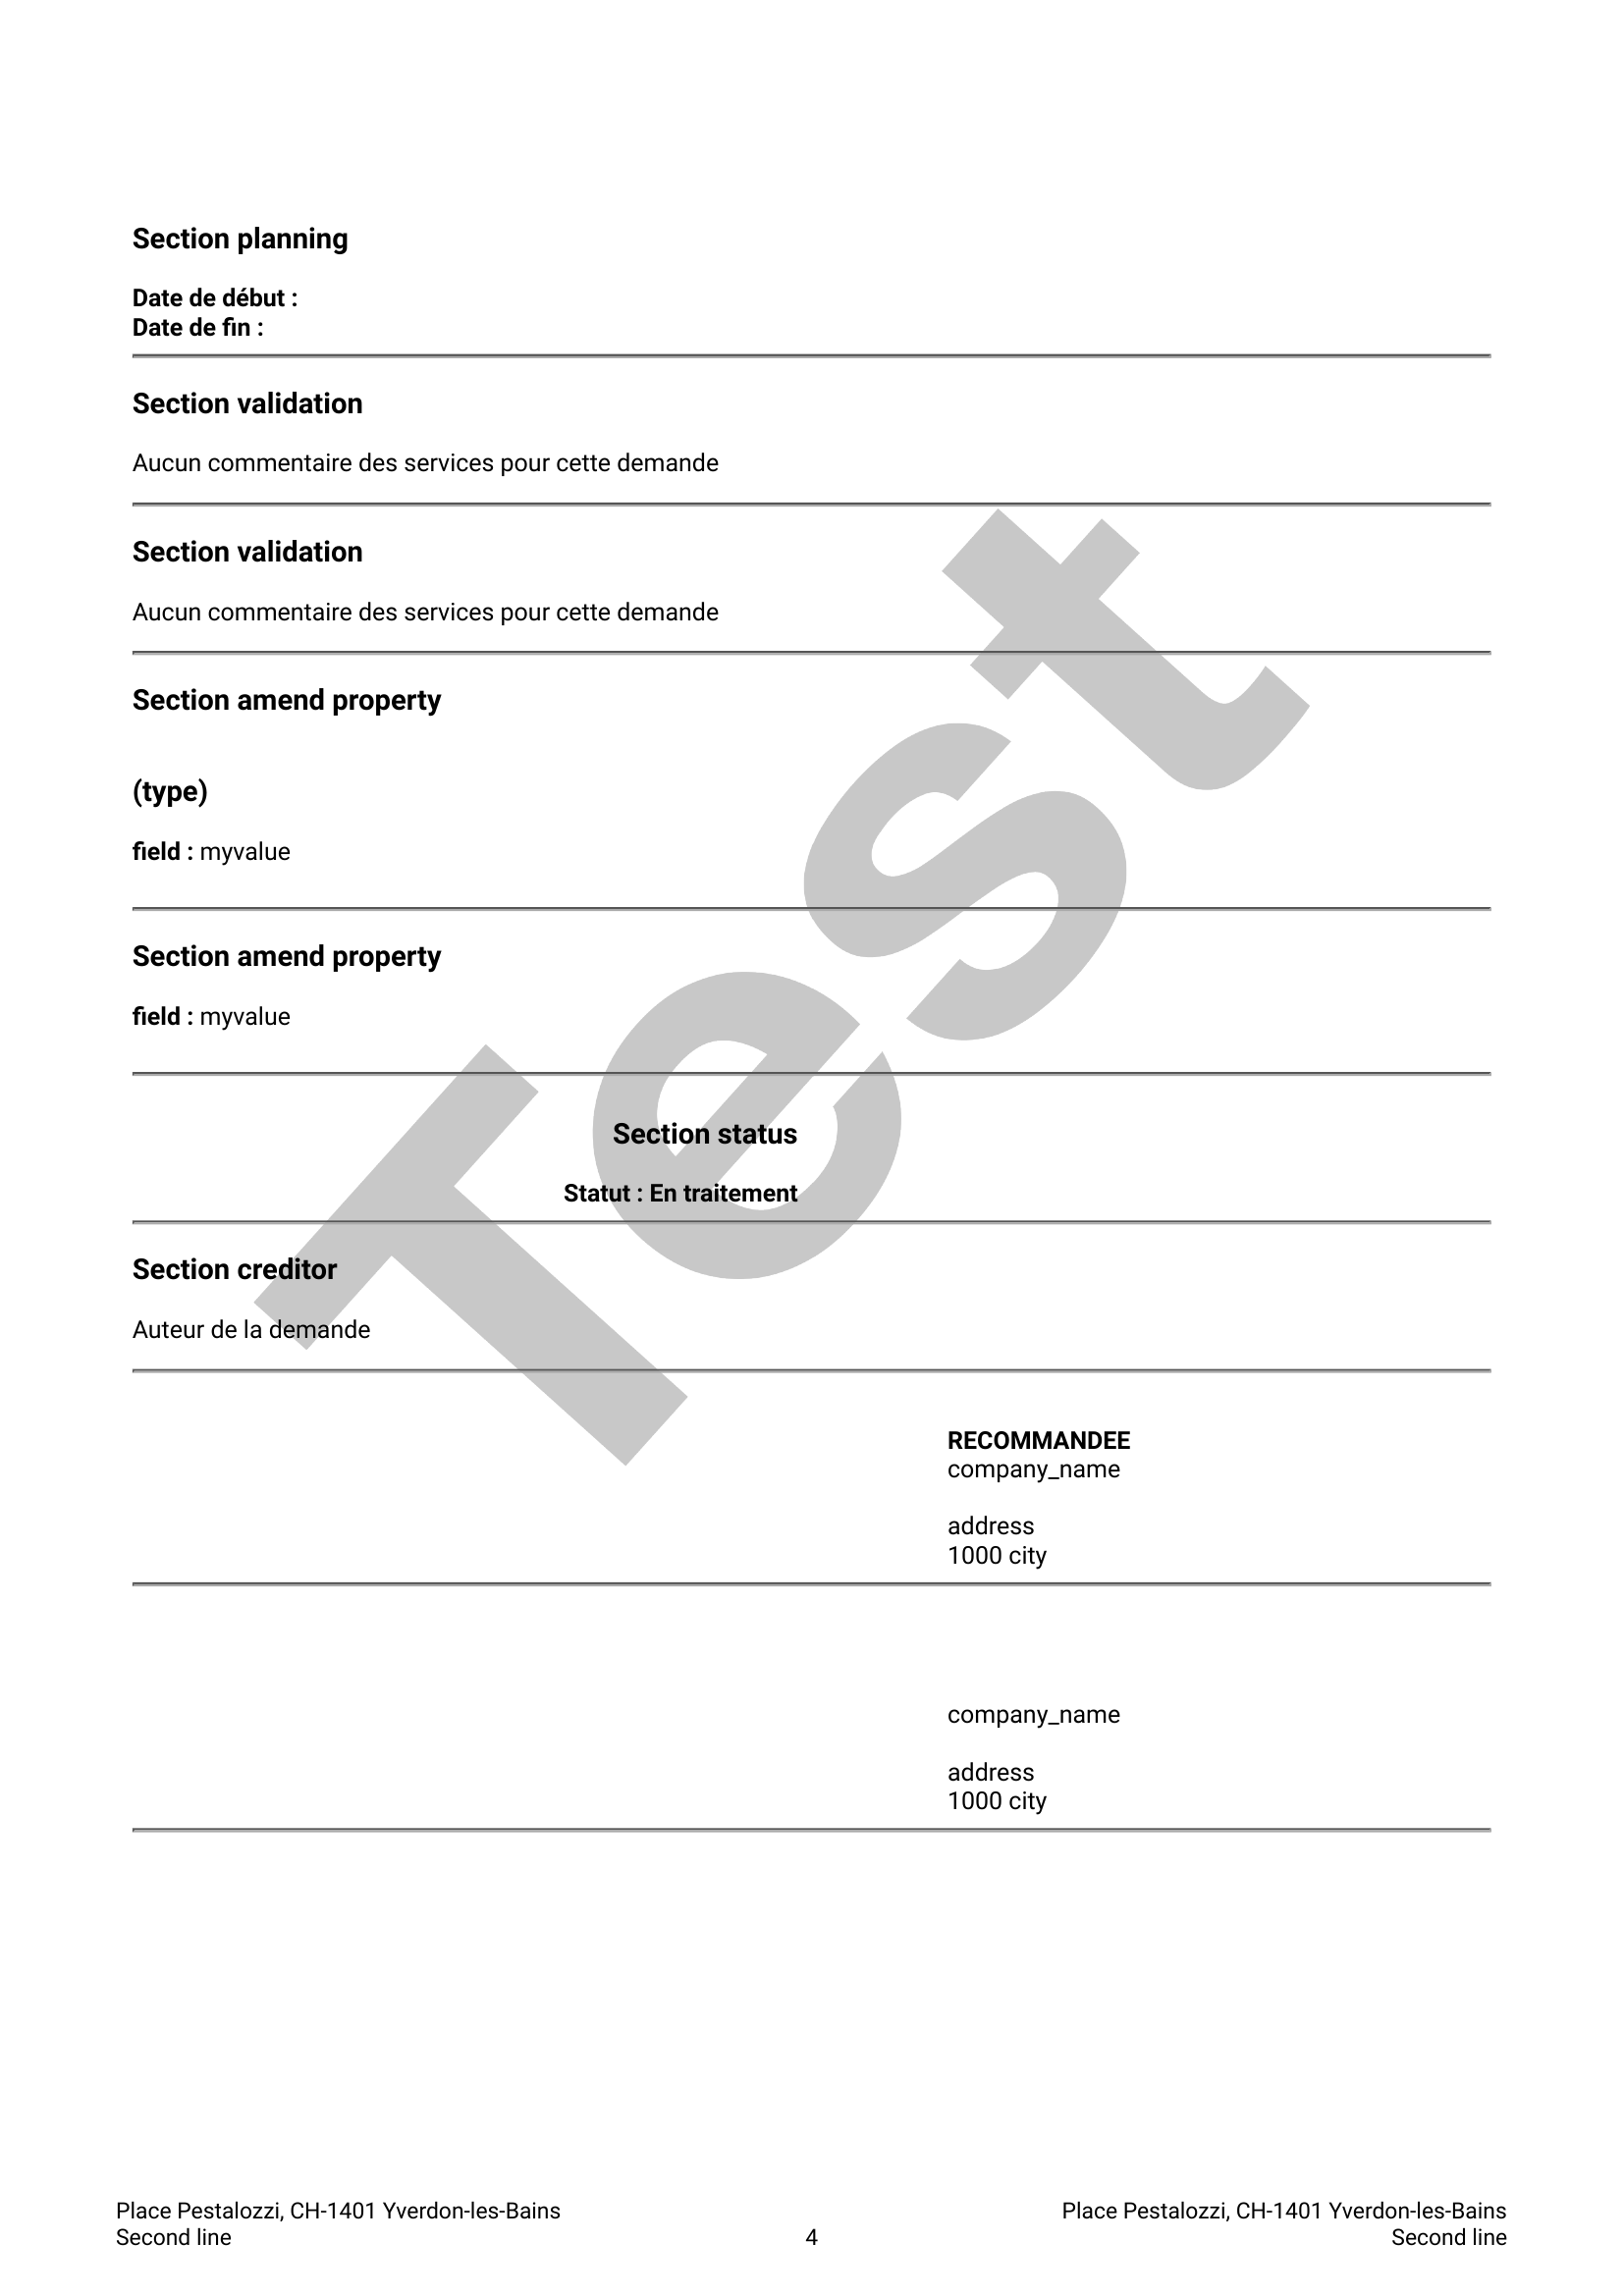 Section planning
Date de début :
Date de fin :
Section validation
Aucun commentaire des services pour cette demande
Section validation
Aucun commentaire des services pour cette demande
Section amend property
(type)
field : myvalue
Section amend property
field : myvalue
Section status
Statut : En traitement
Section creditor
Auteur de la demande
RECOMMANDEE
company_name
address
1000 city
company_name
address
1000 city
Test
Place Pestalozzi, CH-1401 Yverdon-les-Bains
Second line
4
Place Pestalozzi, CH-1401 Yverdon-les-Bains
Second line